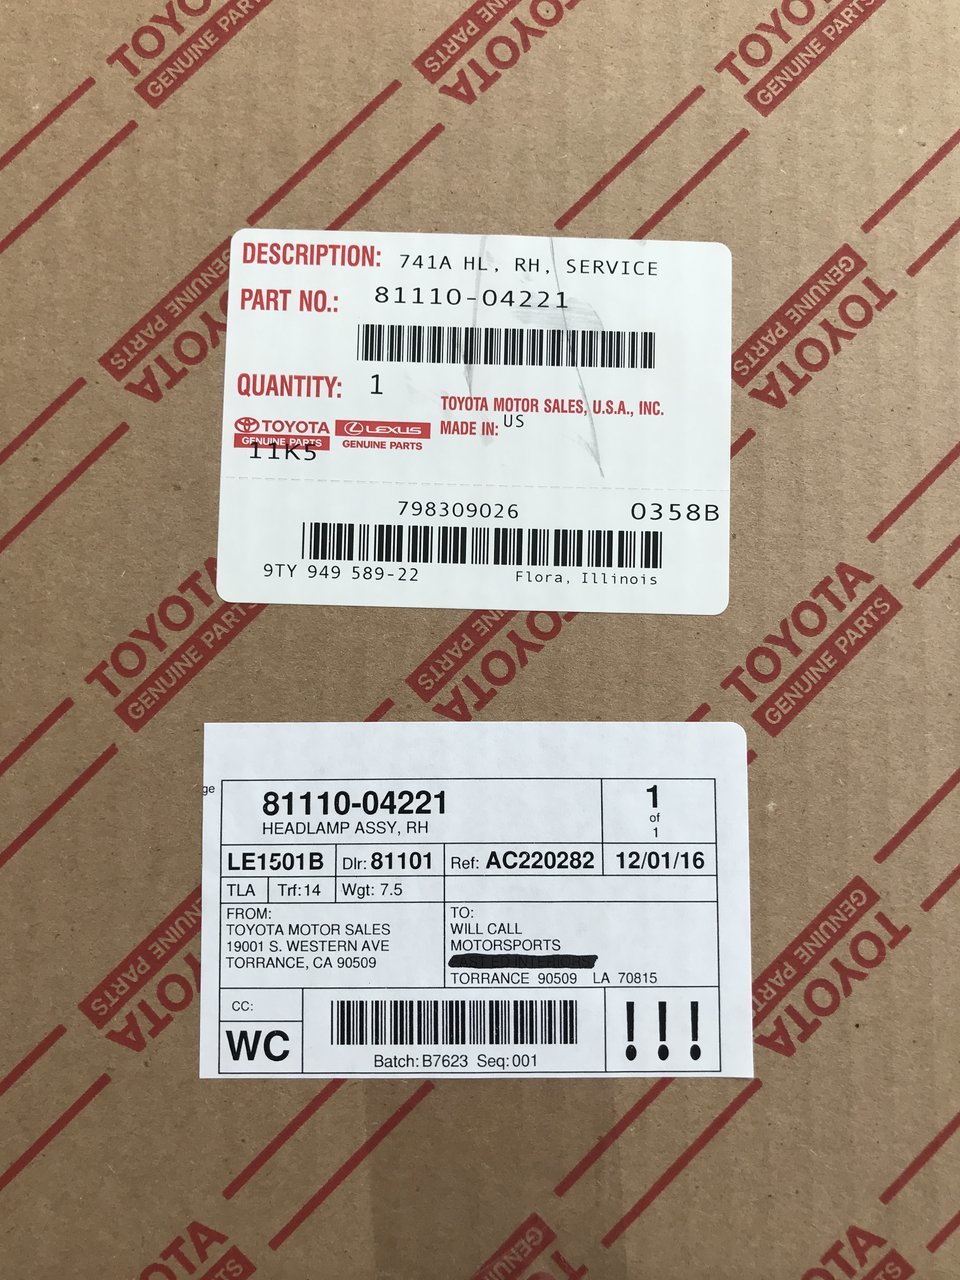 TOYOTA
GENUINE PARTS
DESCRIPTION: 741A HL, RH, SERVICE
PART NO.: 81110-04221
QUANTITY: 1
TOYOTA MOTOR SALES, U.S.A., INC.
MADE IN: US
TOYOTA LEXUS
GENUINE PARTS GENUINE PARTS
11K5
798309026 0358B
9TY 949 589-22 Flora, Illinois
ge
81110-04221 1
HEADLAMP ASSY, RH of
1
LE1501B Dlr: 81101 Ref: AC220282 12/01/16
TLA Trf: 14 Wgt: 7.5
FROM:
TOYOTA MOTOR SALES
19001 S. WESTERN AVE
TORRANCE, CA 90509
TO:
WILL CALL
MOTORSPORTS
TORRANCE 90509 LA 70815
CC:
WC
Batch: B7623 Seq: 001
! ! !